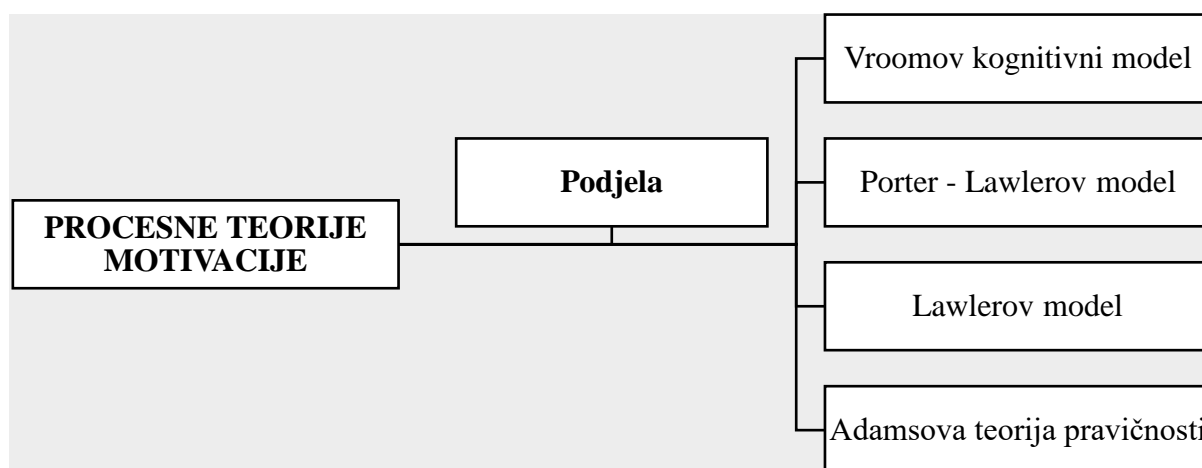 PROCESNE TEORIJE
MOTIVACIJE
Podjela
Vroomov kognitivni model
Porter - Lawlerov model
Lawlerov model
Adamsova teorija pravičnosti